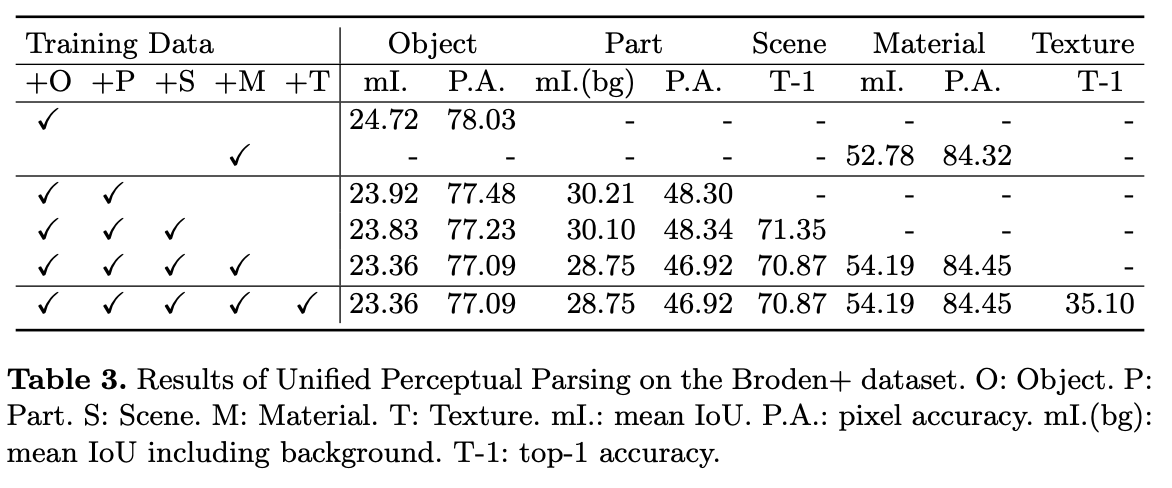 Training Data Object Part Scene Material Texture
+O +P +S +M +T mI. P.A. mI.(bg) P.A. T-1 mI. P.A. T-1
✓ 24.72 78.03 - - - - - -
✓ - - - - - 52.78 84.32 -
✓ ✓ 23.92 77.48 30.21 48.30 - - - -
✓ ✓ ✓ 23.83 77.23 30.10 48.34 71.35 - - -
✓ ✓ ✓ ✓ 23.36 77.09 28.75 46.92 70.87 54.19 84.45 -
✓ ✓ ✓ ✓ ✓ 23.36 77.09 28.75 46.92 70.87 54.19 84.45 35.10
Table 3. Results of Unified Perceptual Parsing on the Broden+ dataset. O: Object. P:
Part. S: Scene. M: Material. T: Texture. mI.: mean IoU. P.A.: pixel accuracy. mI.(bg):
mean IoU including background. T-1: top-1 accuracy.